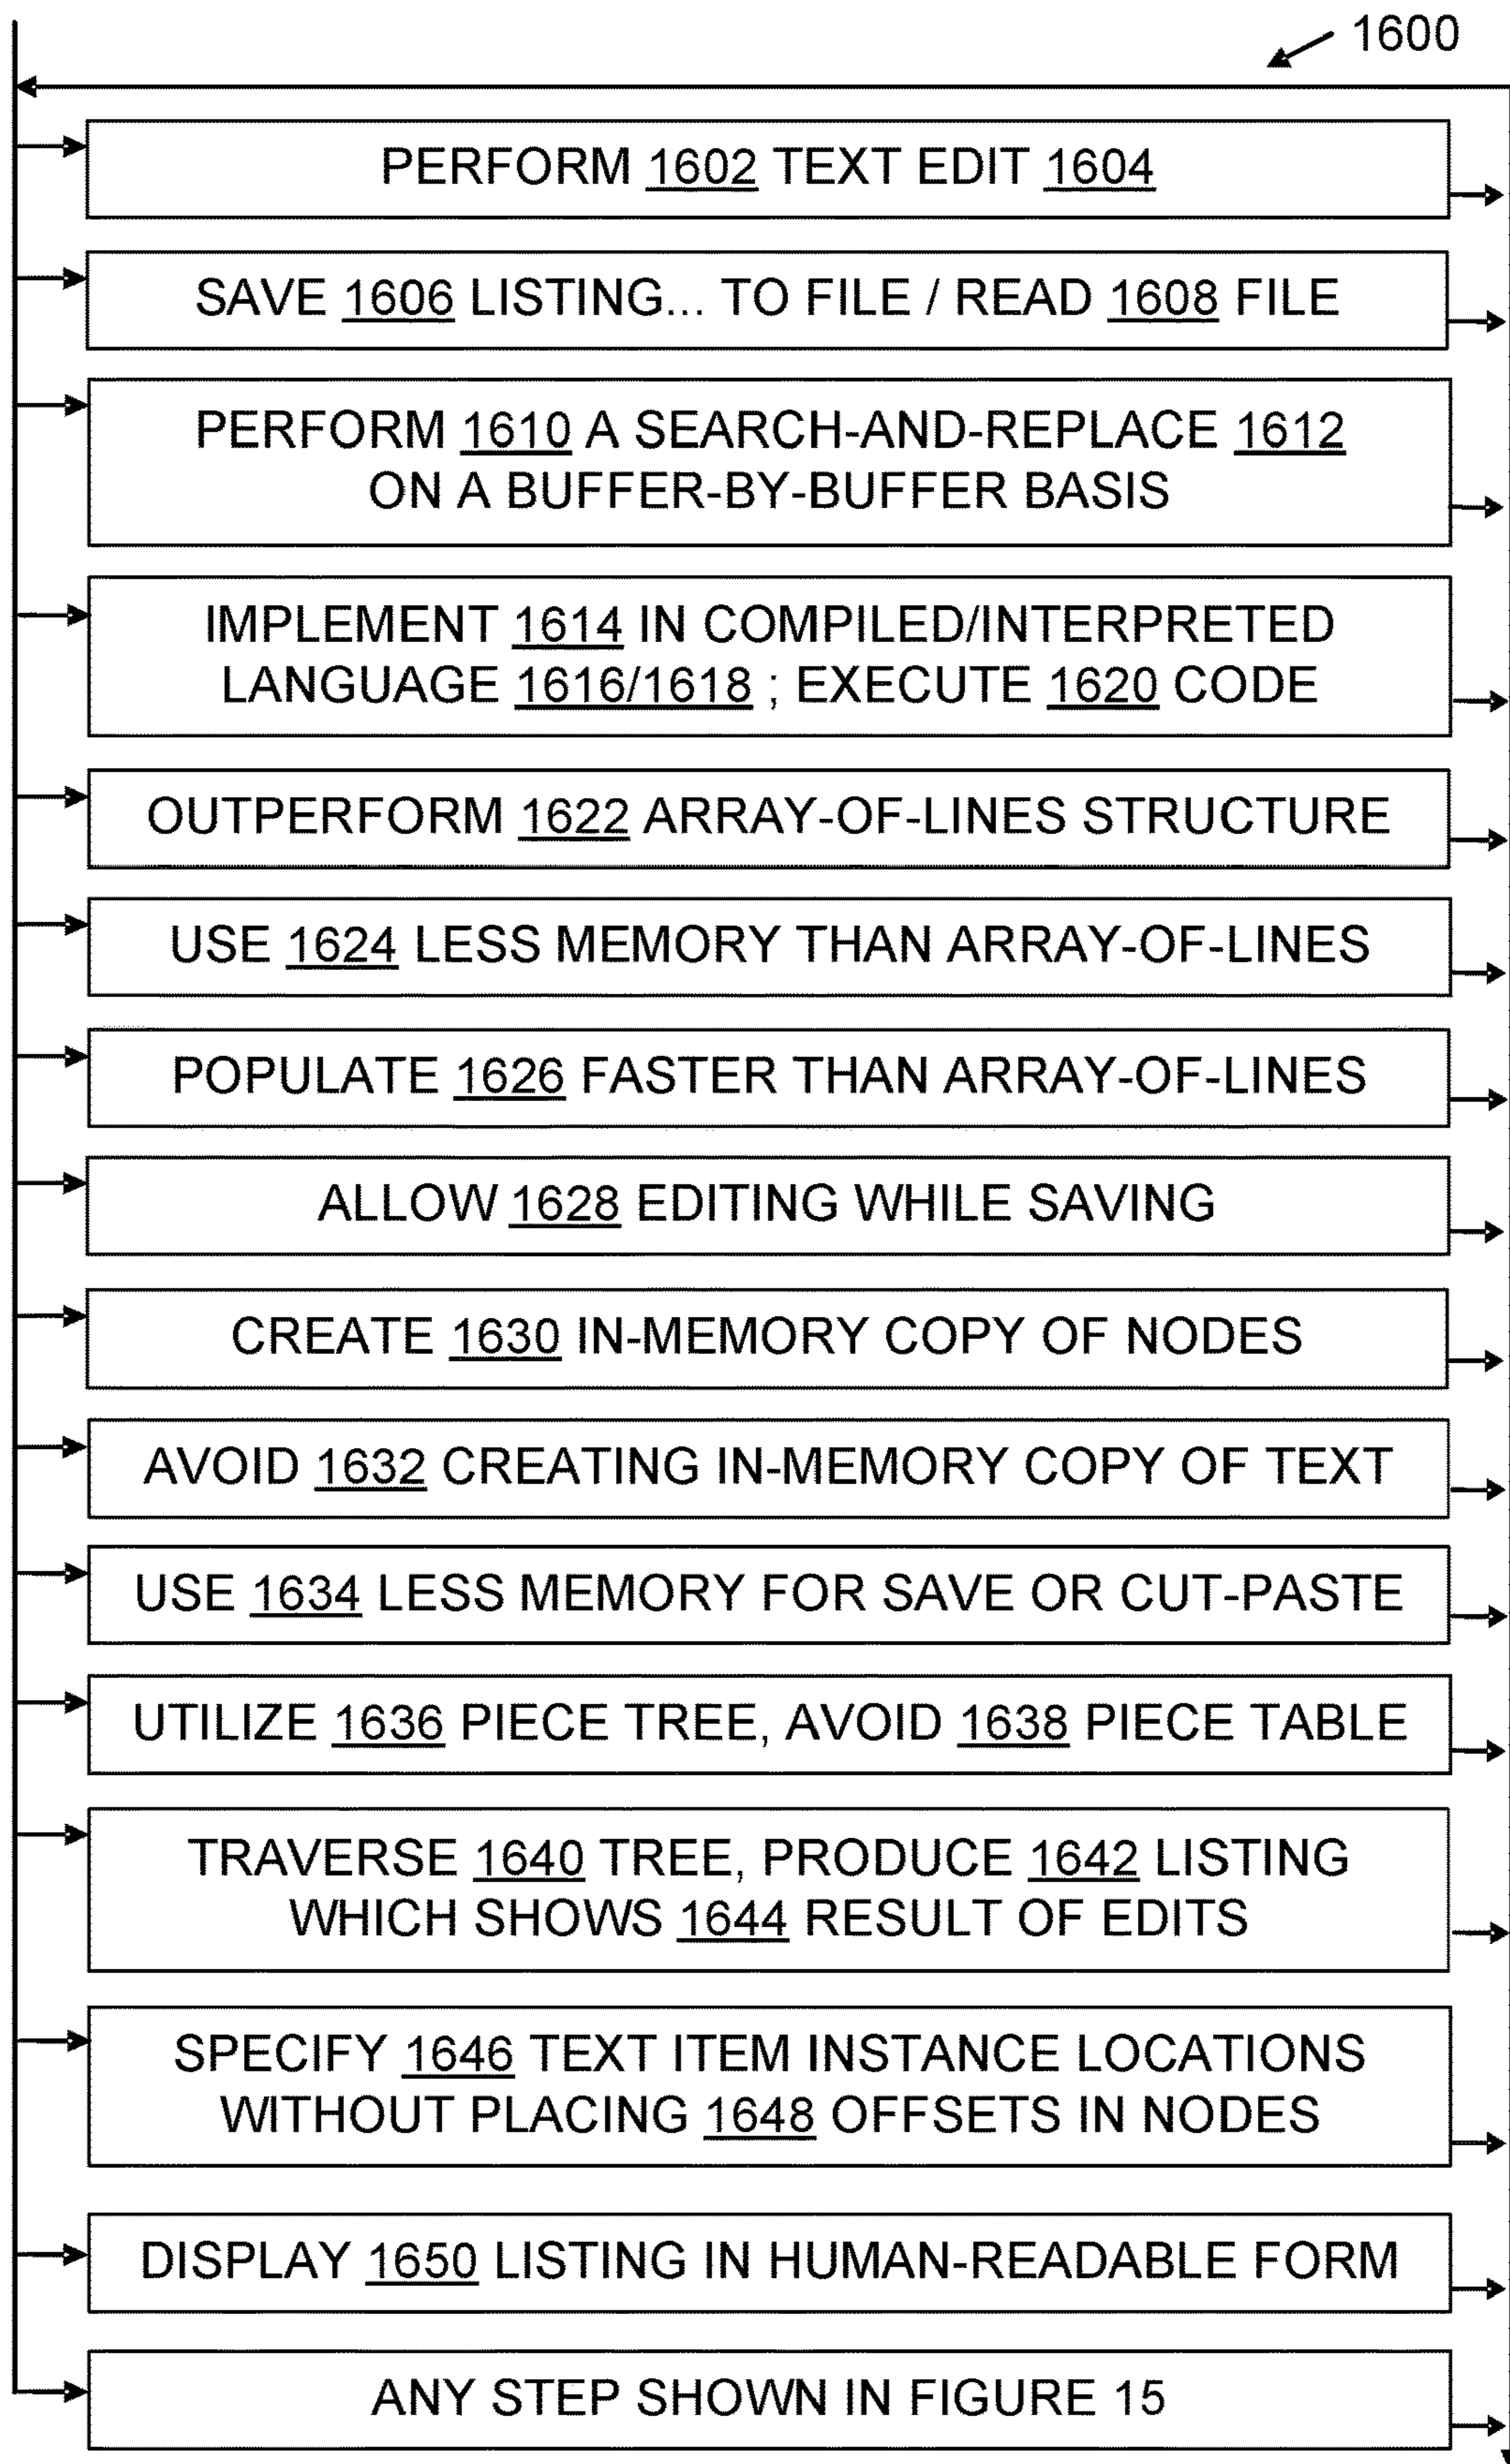 1600
PERFORM 1602 TEXT EDIT 1604
SAVE 1606 LISTING... TO FILE / READ 1608 FILE
PERFORM 1610 A SEARCH-AND-REPLACE 1612
ON A BUFFER-BY-BUFFER BASIS
IMPLEMENT 1614 IN COMPILED/INTERPRETED
LANGUAGE 1616/1618 ; EXECUTE 1620 CODE
OUTPERFORM 1622 ARRAY-OF-LINES STRUCTURE
USE 1624 LESS MEMORY THAN ARRAY-OF-LINES
POPULATE 1626 FASTER THAN ARRAY-OF-LINES
ALLOW 1628 EDITING WHILE SAVING
CREATE 1630 IN-MEMORY COPY OF NODES
AVOID 1632 CREATING IN-MEMORY COPY OF TEXT
USE 1634 LESS MEMORY FOR SAVE OR CUT-PASTE
UTILIZE 1636 PIECE TREE, AVOID 1638 PIECE TABLE
TRAVERSE 1640 TREE, PRODUCE 1642 LISTING
WHICH SHOWS 1644 RESULT OF EDITS
SPECIFY 1646 TEXT ITEM INSTANCE LOCATIONS
WITHOUT PLACING 1648 OFFSETS IN NODES
DISPLAY 1650 LISTING IN HUMAN-READABLE FORM
ANY STEP SHOWN IN FIGURE 15